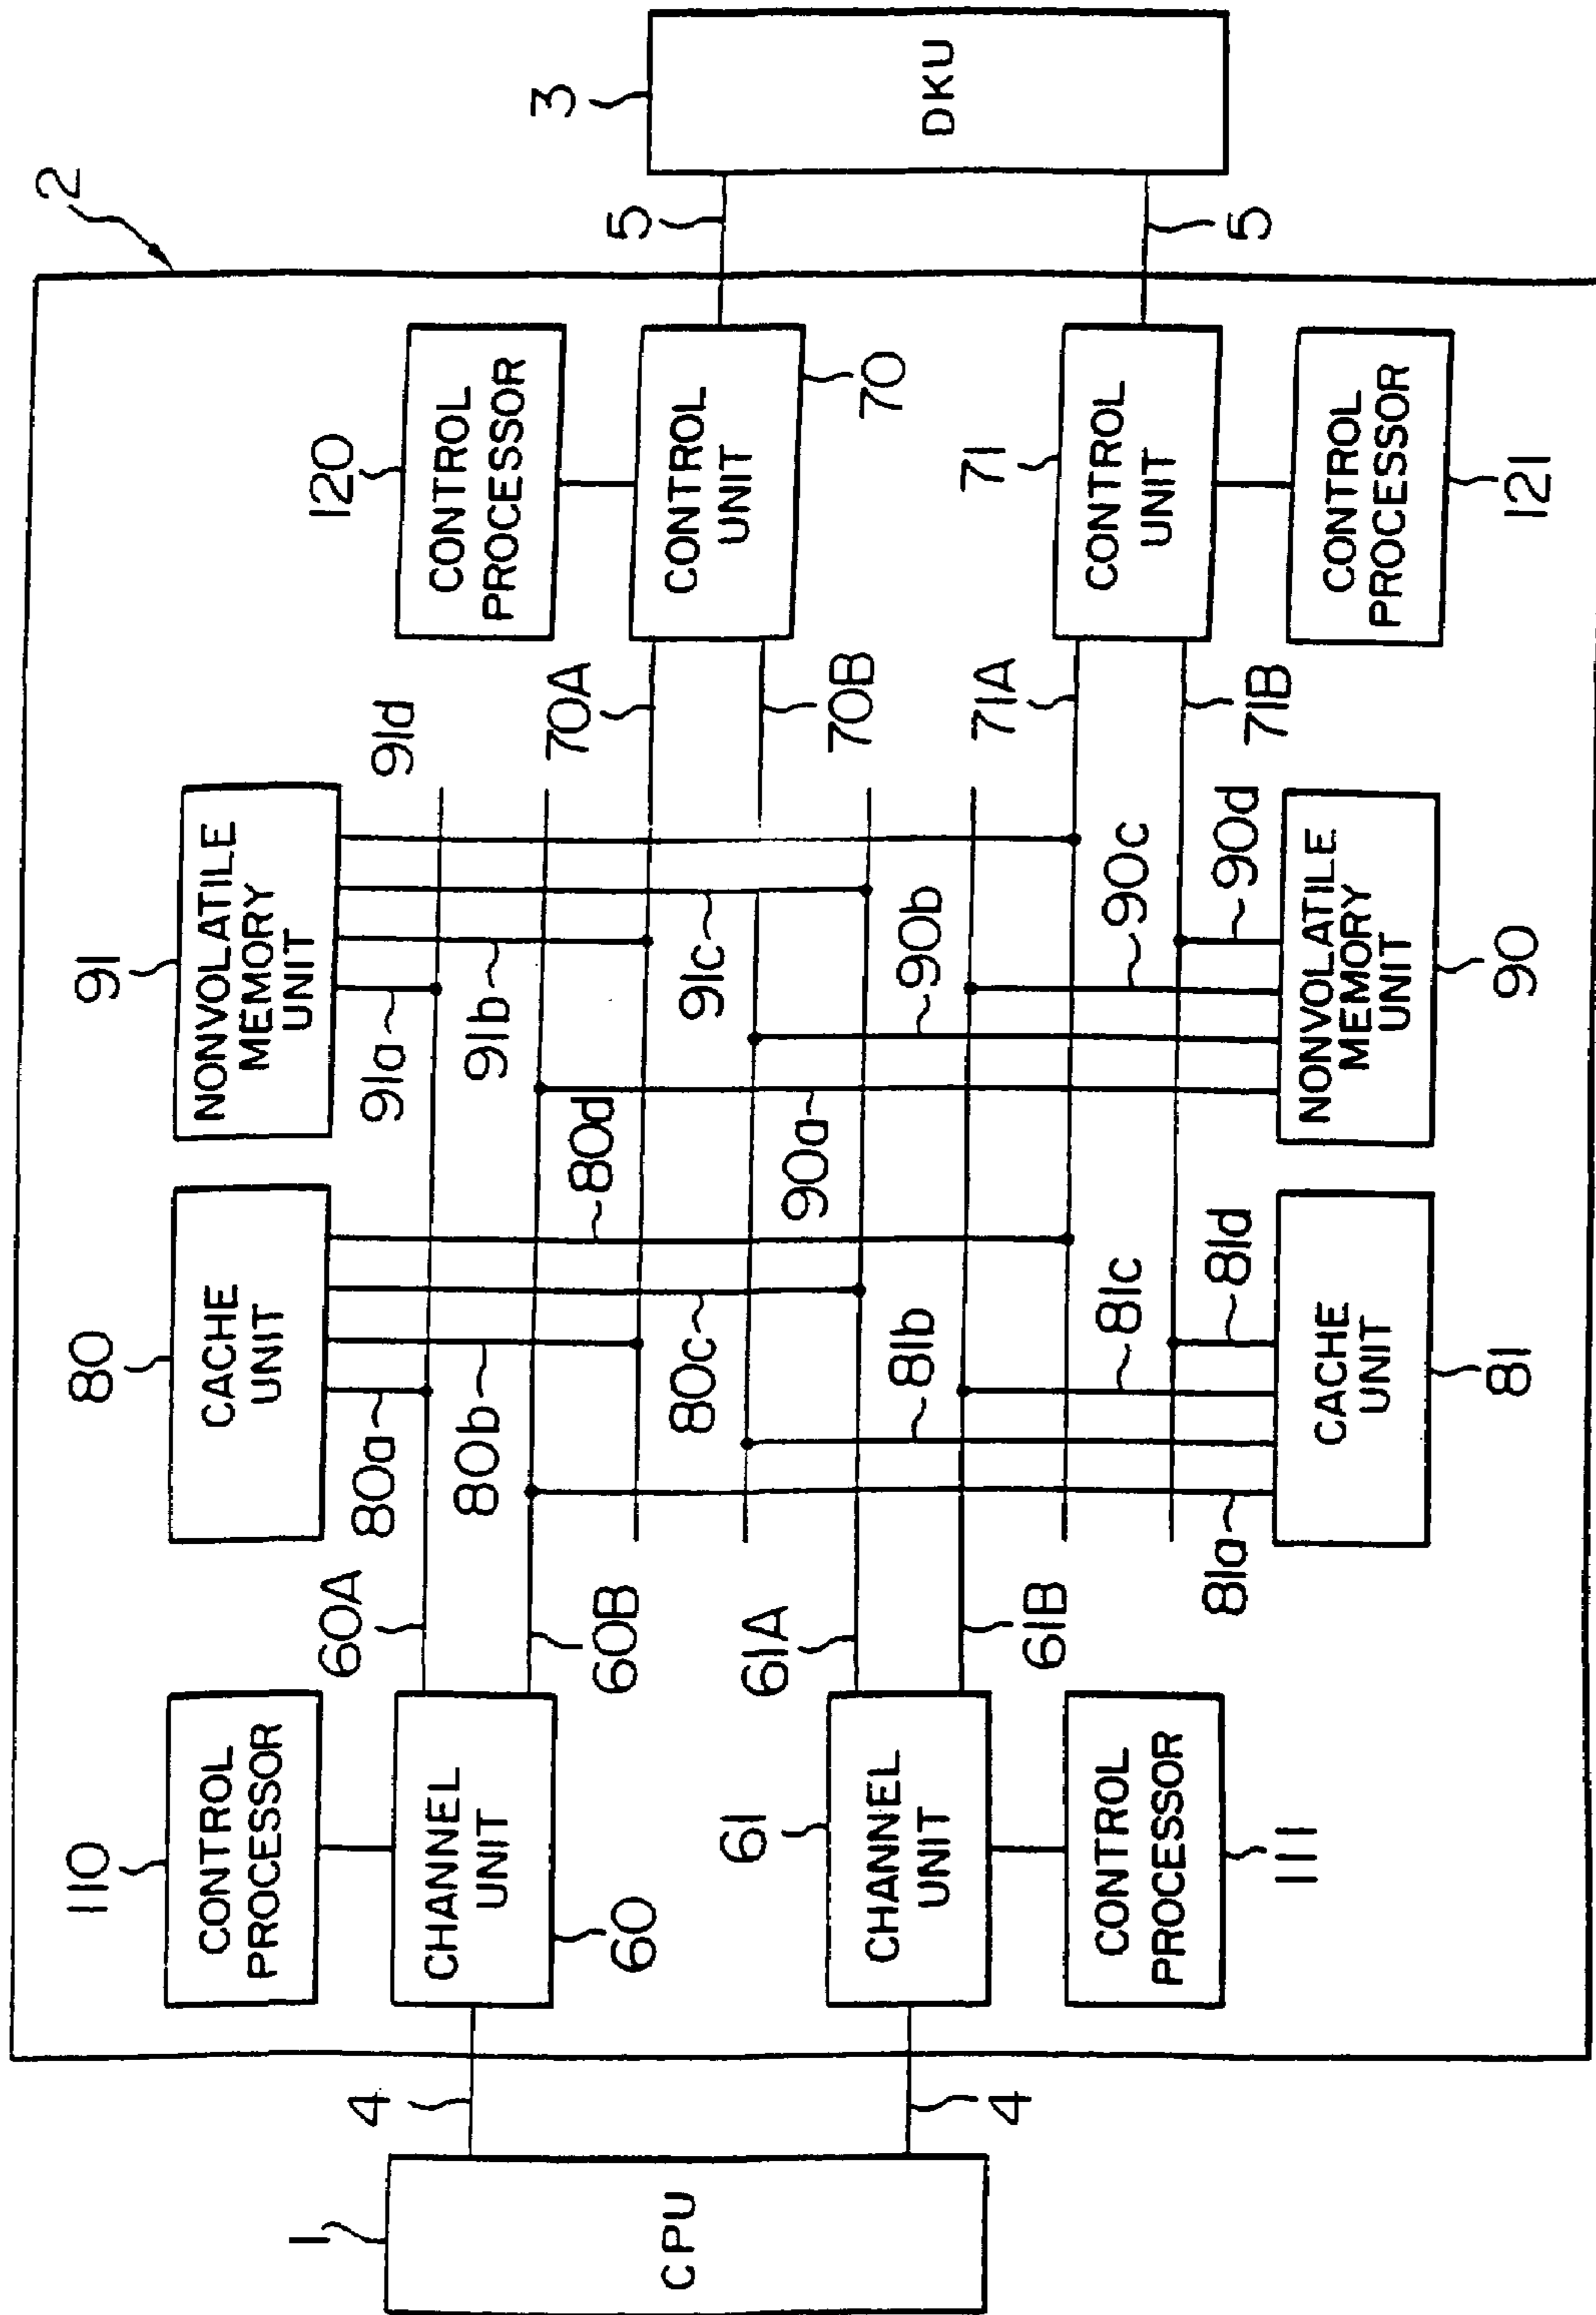 2
3
DKU
5
5
120
CONTROL
PROCESSOR
CONTROL
UNIT
70
71
CONTROL
UNIT
CONTROL
PROCESSOR
121
70A
70B
71A
71B
91
NONVOLATILE
MEMORY
UNIT
91a
91b
91c
91d
90a
90b
90c
90d
NONVOLATILE
MEMORY
UNIT
90
80
CACHE
UNIT
80a
80b
80c
80d
81a
81b
81c
81d
CACHE
UNIT
81
60A
60B
61A
61B
110
CONTROL
PROCESSOR
CHANNEL
UNIT
60
61
CHANNEL
UNIT
CONTROL
PROCESSOR
111
4
4
1
CPU